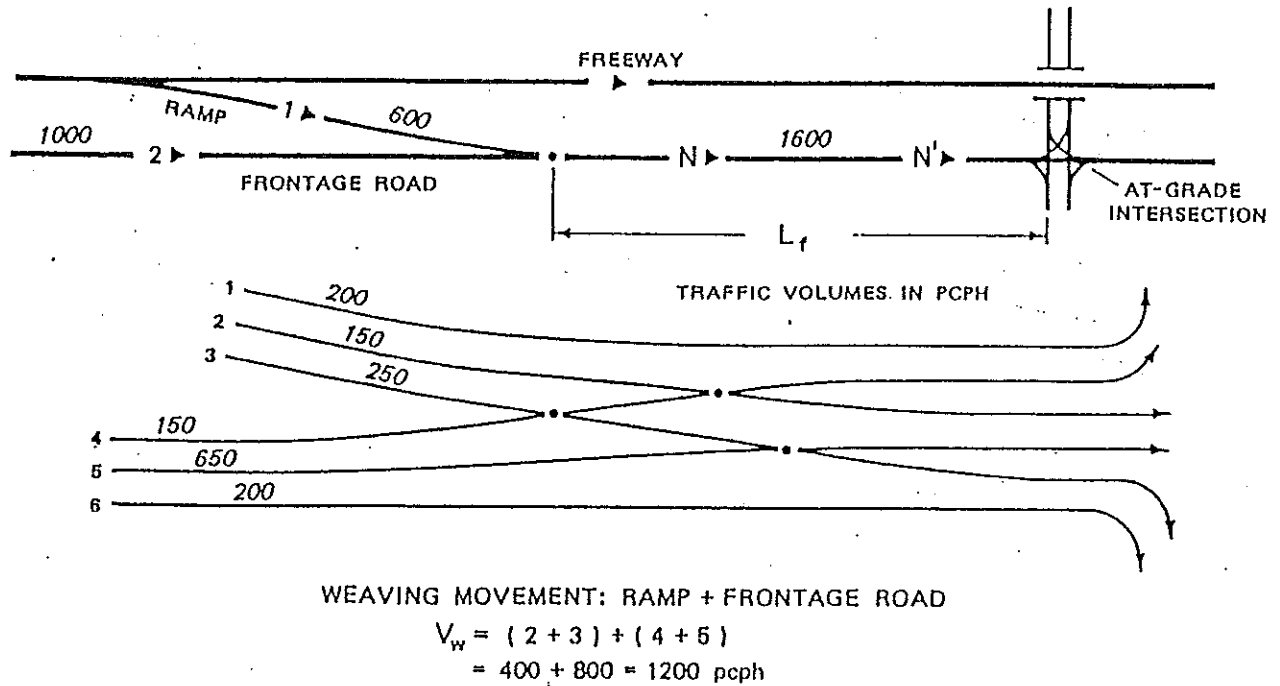 FREEWAY
RAMP 1 600
1000 2 N 1600 N'
FRONTAGE ROAD
AT-GRADE
INTERSECTION
L_f
TRAFFIC VOLUMES IN PCPH
1 200
2 150
3 250
4 150
5 650
6 200
WEAVING MOVEMENT: RAMP + FRONTAGE ROAD
V_w = ( 2 + 3 ) + ( 4 + 5 )
= 400 + 800 = 1200 pcph